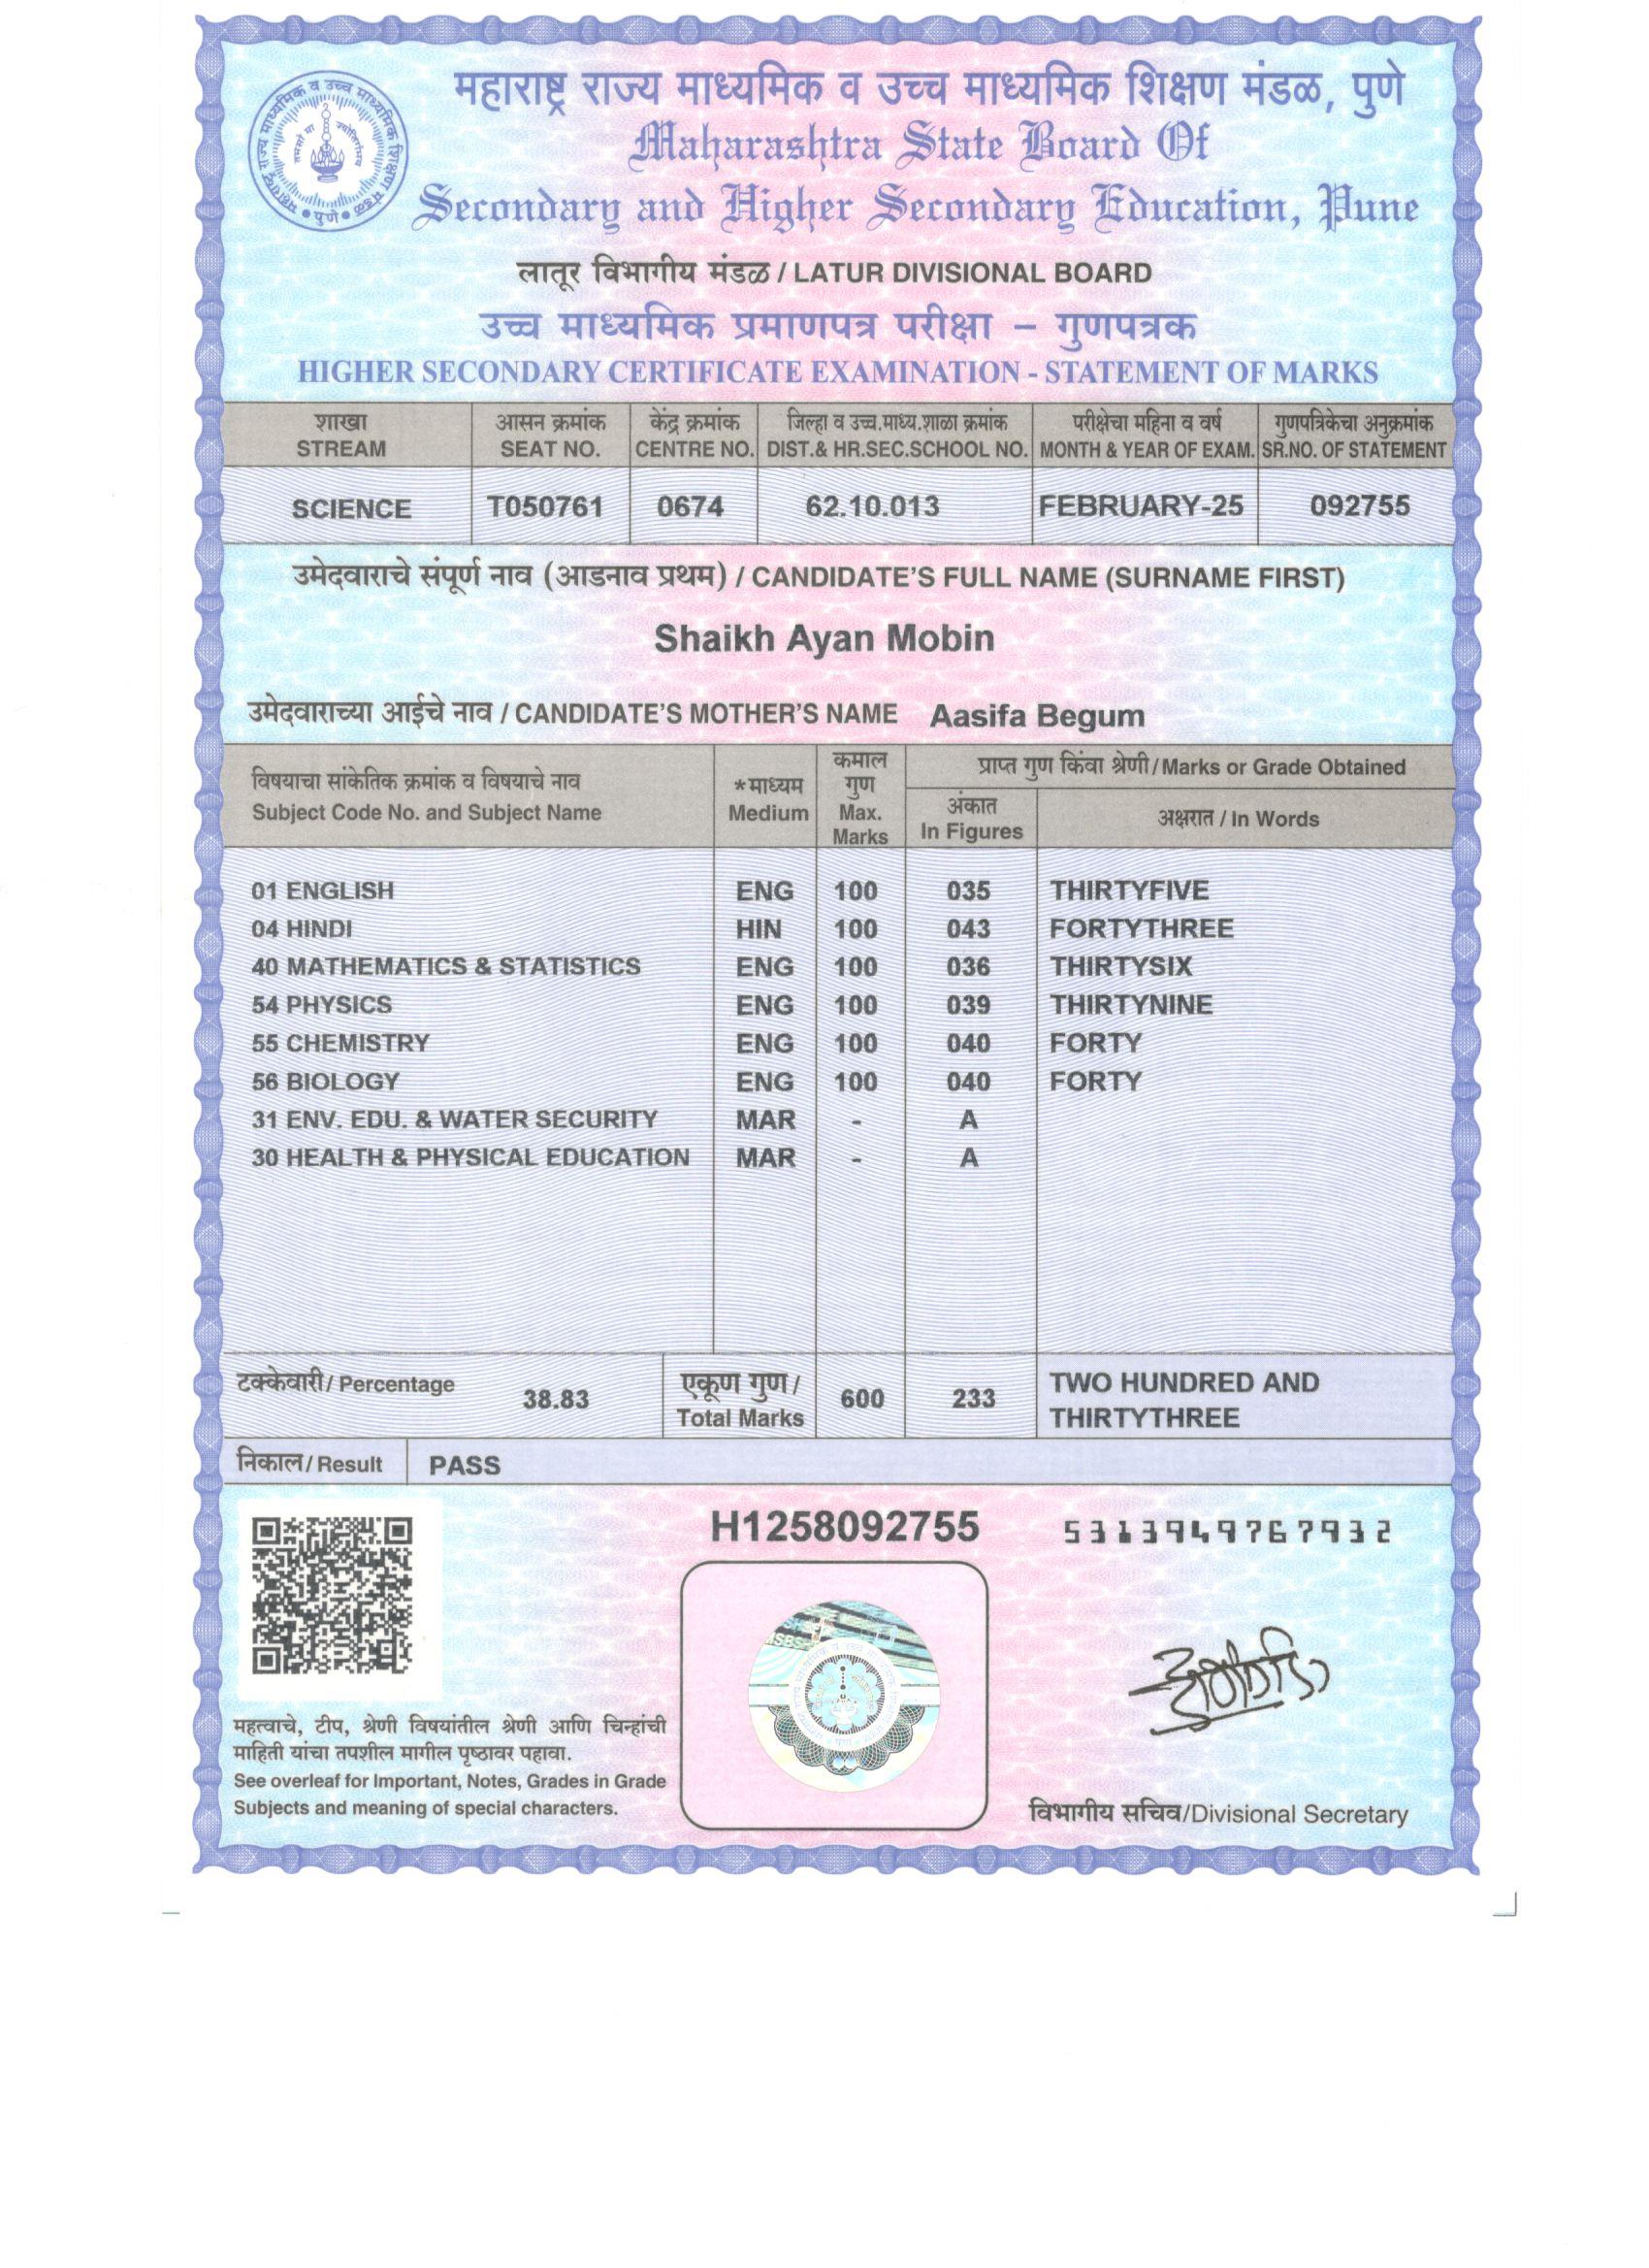 महाराष्ट्र राज्य माध्यमिक व उच्च माध्यमिक शिक्षण मंडळ, पुणे
Maharashtra State Board Of
Secondary and Higher Secondary Education, Pune
लातूर विभागीय मंडळ / LATUR DIVISIONAL BOARD
उच्च माध्यमिक प्रमाणपत्र परीक्षा – गुणपत्रक
HIGHER SECONDARY CERTIFICATE EXAMINATION - STATEMENT OF MARKS
शाखा आसन क्रमांक केंद्र क्रमांक जिल्हा व उच्च.माध्य.शाळा क्रमांक परीक्षेचा महिना व वर्ष गुणपत्रिकेचा अनुक्रमांक
STREAM SEAT NO. CENTRE NO. DIST.& HR.SEC.SCHOOL NO. MONTH & YEAR OF EXAM. SR.NO. OF STATEMENT
SCIENCE T050761 0674 62.10.013 FEBRUARY-25 092755
उमेदवाराचे संपूर्ण नाव (आडनाव प्रथम) / CANDIDATE'S FULL NAME (SURNAME FIRST)
Shaikh Ayan Mobin
उमेदवाराच्या आईचे नाव / CANDIDATE'S MOTHER'S NAME Aasifa Begum
विषयाचा सांकेतिक क्रमांक व विषयाचे नाव
Subject Code No. and Subject Name
*माध्यम
Medium
कमाल
गुण
Max.
Marks
प्राप्त गुण किंवा श्रेणी/Marks or Grade Obtained
अंकात
In Figures
अक्षरात / In Words
01 ENGLISH ENG 100 035 THIRTYFIVE
04 HINDI HIN 100 043 FORTYTHREE
40 MATHEMATICS & STATISTICS ENG 100 036 THIRTYSIX
54 PHYSICS ENG 100 039 THIRTYNINE
55 CHEMISTRY ENG 100 040 FORTY
56 BIOLOGY ENG 100 040 FORTY
31 ENV. EDU. & WATER SECURITY MAR - A
30 HEALTH & PHYSICAL EDUCATION MAR - A
टक्केवारी/ Percentage 38.83
एकूण गुण/
Total Marks
600 233
TWO HUNDRED AND
THIRTYTHREE
निकाल/Result PASS
H1258092755 5313949767932
महत्वाचे, टीप, श्रेणी विषयांतील श्रेणी आणि चिन्हांची
माहिती यांचा तपशील मागील पृष्ठावर पहावा.
See overleaf for Important, Notes, Grades in Grade
Subjects and meaning of special characters.
विभागीय सचिव/Divisional Secretary